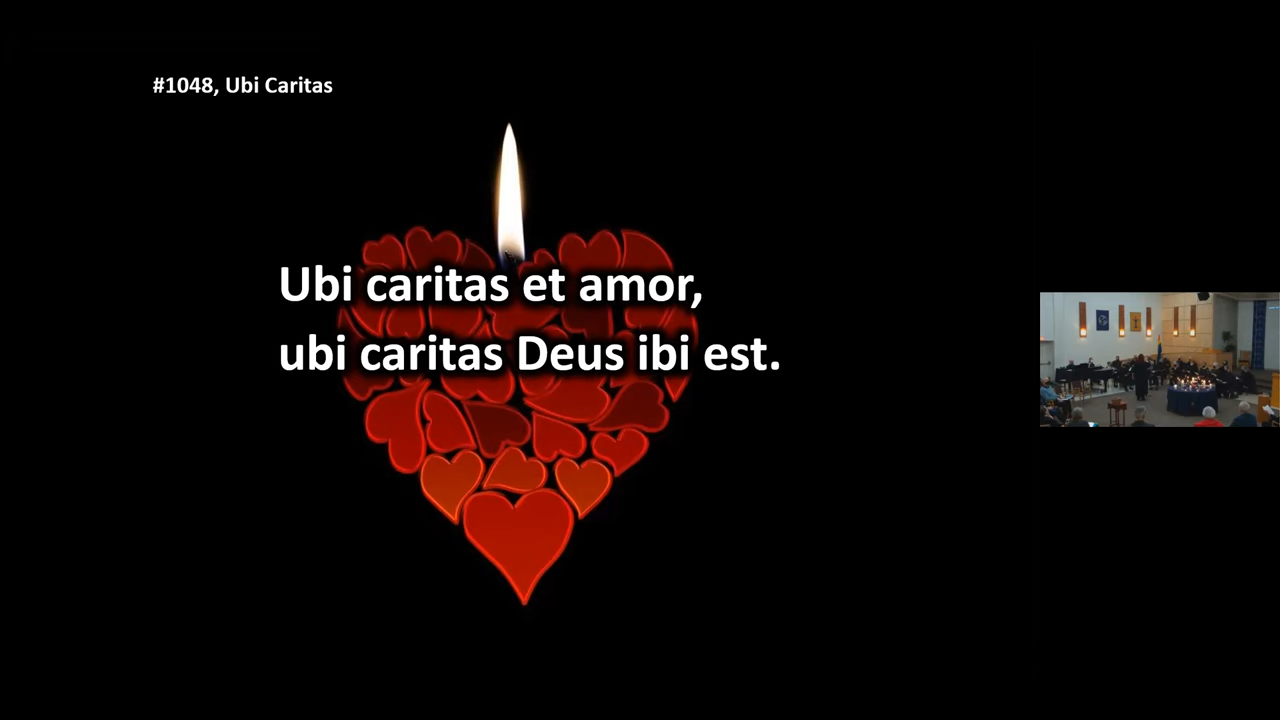 #1048, Ubi Caritas
Ubi caritas et amor,
ubi caritas Deus ibi est.